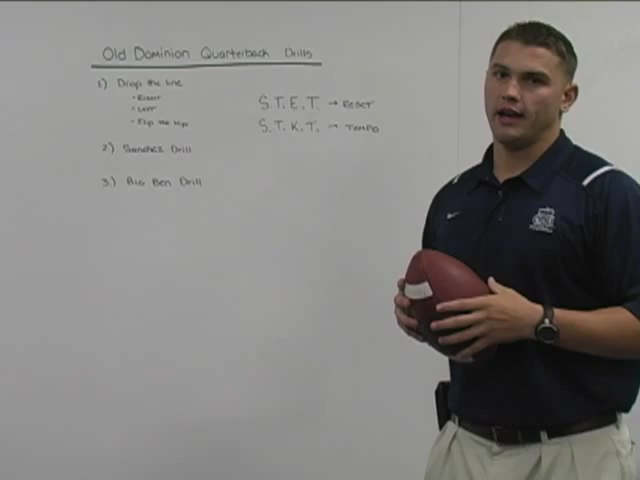 Old Dominion Quarterback Drills
1) Drop the line
• Right
• Left
• Flip the hips
S.T.E.T. → RESET
S.T.K.T. → TEMPO
2.) Sanchez Drill
3.) Big Ben Drill